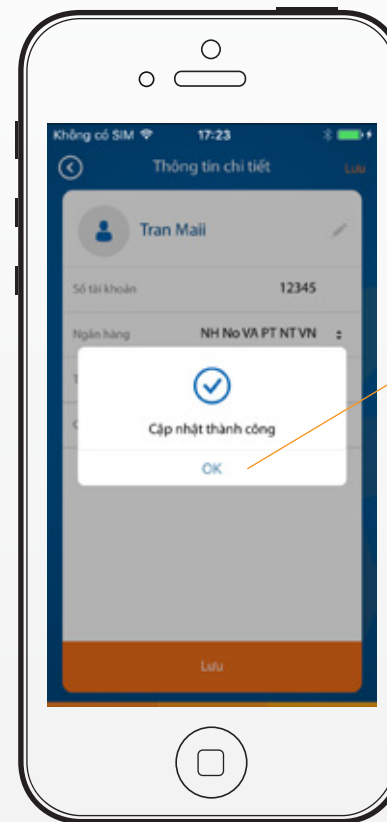 Không có SIM 17:23
Thông tin chi tiết Lưu
Tran Maii
Số tài khoản 12345
Ngân hàng NH No VA PT NT VN
T
Cập nhật thành công
OK
Lưu